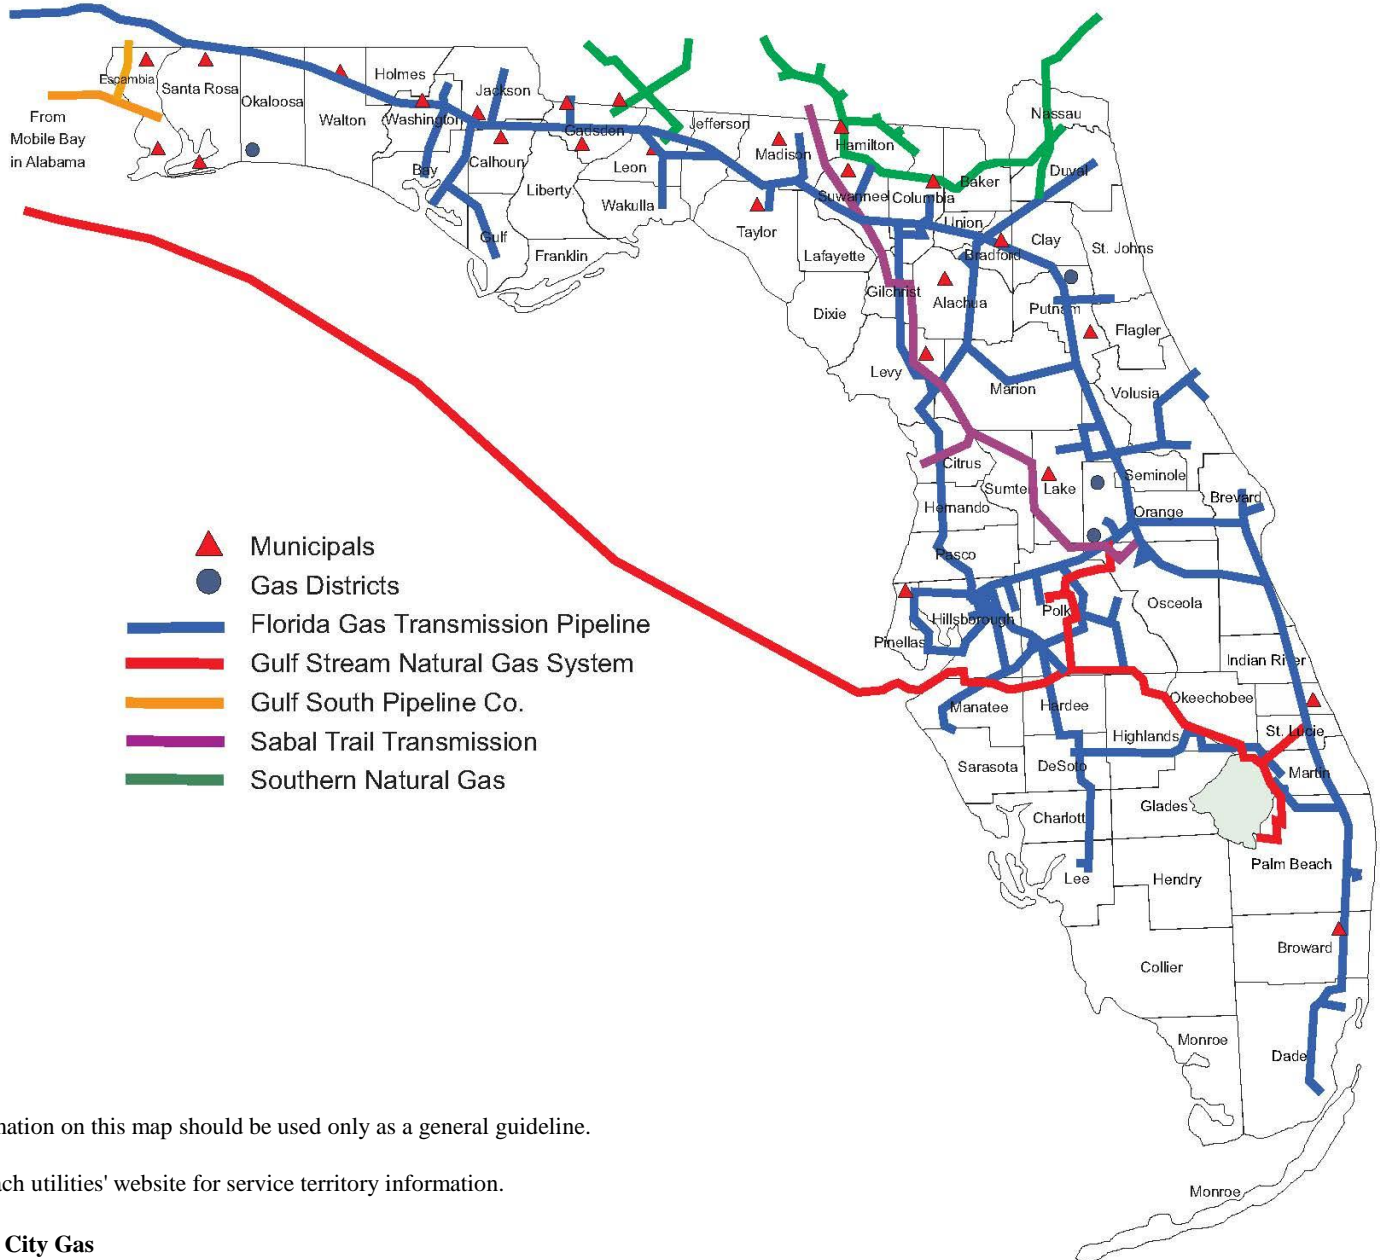 Escambia
Santa Rosa
Okaloosa
Walton
Holmes
Washington
Jackson
Bay
Calhoun
Gulf
Gadsden
Liberty
Franklin
Leon
Wakulla
Jefferson
Madison
Taylor
Hamilton
Suwannee
Lafayette
Dixie
Columbia
Baker
Nassau
Duval
Union
Bradford
Clay
St. Johns
Gilchrist
Alachua
Putnam
Flagler
Levy
Marion
Volusia
From
Mobile Bay
in Alabama
Citrus
Sumter
Lake
Seminole
Hernando
Orange
Brevard
Pasco
Pinellas
Hillsborough
Polk
Osceola
Indian River
Manatee
Hardee
Okeechobee
Highlands
St. Lucie
Sarasota
DeSoto
Martin
Charlott
Glades
Lee
Hendry
Palm Beach
Collier
Broward
Monroe
Dade
Monroe
Municipals
Gas Districts
Florida Gas Transmission Pipeline
Gulf Stream Natural Gas System
Gulf South Pipeline Co.
Sabal Trail Transmission
Southern Natural Gas
nation on this map should be used only as a general guideline.
ach utilities' website for service territory information.
City Gas